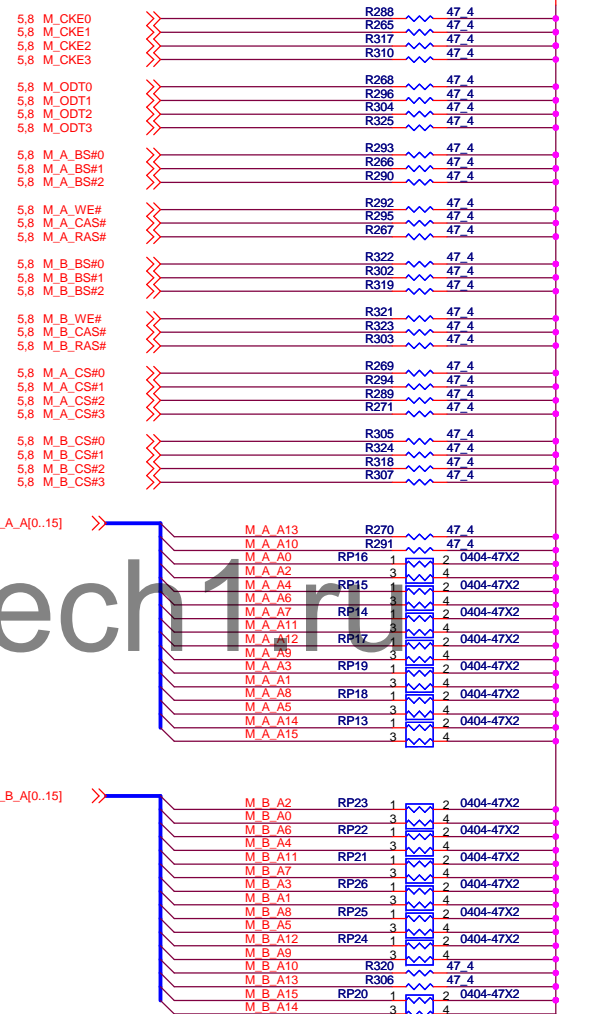 5,8 M_CKE0 R288 47_4
5,8 M_CKE1 R265 47_4
5,8 M_CKE2 R317 47_4
5,8 M_CKE3 R310 47_4
5,8 M_ODT0 R268 47_4
5,8 M_ODT1 R296 47_4
5,8 M_ODT2 R304 47_4
5,8 M_ODT3 R325 47_4
5,8 M_A_BS#0 R293 47_4
5,8 M_A_BS#1 R266 47_4
5,8 M_A_BS#2 R290 47_4
5,8 M_A_WE# R292 47_4
5,8 M_A_CAS# R295 47_4
5,8 M_A_RAS# R267 47_4
5,8 M_B_BS#0 R322 47_4
5,8 M_B_BS#1 R302 47_4
5,8 M_B_BS#2 R319 47_4
5,8 M_B_WE# R321 47_4
5,8 M_B_CAS# R323 47_4
5,8 M_B_RAS# R303 47_4
5,8 M_A_CS#0 R269 47_4
5,8 M_A_CS#1 R294 47_4
5,8 M_A_CS#2 R289 47_4
5,8 M_A_CS#3 R271 47_4
5,8 M_B_CS#0 R305 47_4
5,8 M_B_CS#1 R324 47_4
5,8 M_B_CS#2 R318 47_4
5,8 M_B_CS#3 R307 47_4
_A_A[0..15]
M_A_A13 R270 47_4
M_A_A10 R291 47_4
M_A_A0 RP16 1 2 0404-47X2
M_A_A2 3 4
M_A_A4 RP15 1 2 0404-47X2
M_A_A6 3 4
M_A_A7 RP14 1 2 0404-47X2
M_A_A11 3 4
M_A_A12 RP17 1 2 0404-47X2
M_A_A9 3 4
M_A_A3 RP19 1 2 0404-47X2
M_A_A1 3 4
M_A_A8 RP18 1 2 0404-47X2
M_A_A5 3 4
M_A_A14 RP13 1 2 0404-47X2
M_A_A15 3 4
ech1.ru
_B_A[0..15]
M_B_A2 RP23 1 2 0404-47X2
M_B_A0 3 4
M_B_A6 RP22 1 2 0404-47X2
M_B_A4 3 4
M_B_A11 RP21 1 2 0404-47X2
M_B_A7 3 4
M_B_A3 RP26 1 2 0404-47X2
M_B_A1 3 4
M_B_A8 RP25 1 2 0404-47X2
M_B_A5 3 4
M_B_A12 RP24 1 2 0404-47X2
M_B_A9 3 4
M_B_A10 R320 47_4
M_B_A13 R306 47_4
M_B_A15 RP20 1 2 0404-47X2
M_B_A14 3 4